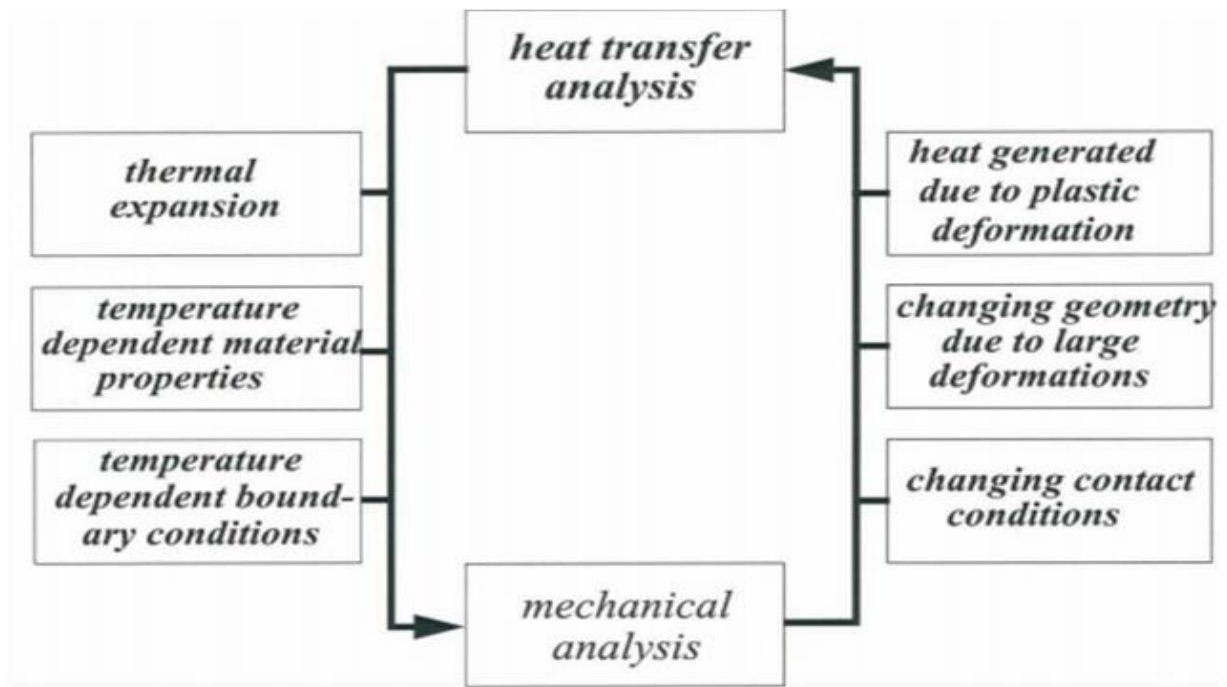 heat transfer
analysis
thermal
expansion
temperature
dependent material
properties
temperature
dependent bound-
ary conditions
heat generated
due to plastic
deformation
changing geometry
due to large
deformations
changing contact
conditions
mechanical
analysis